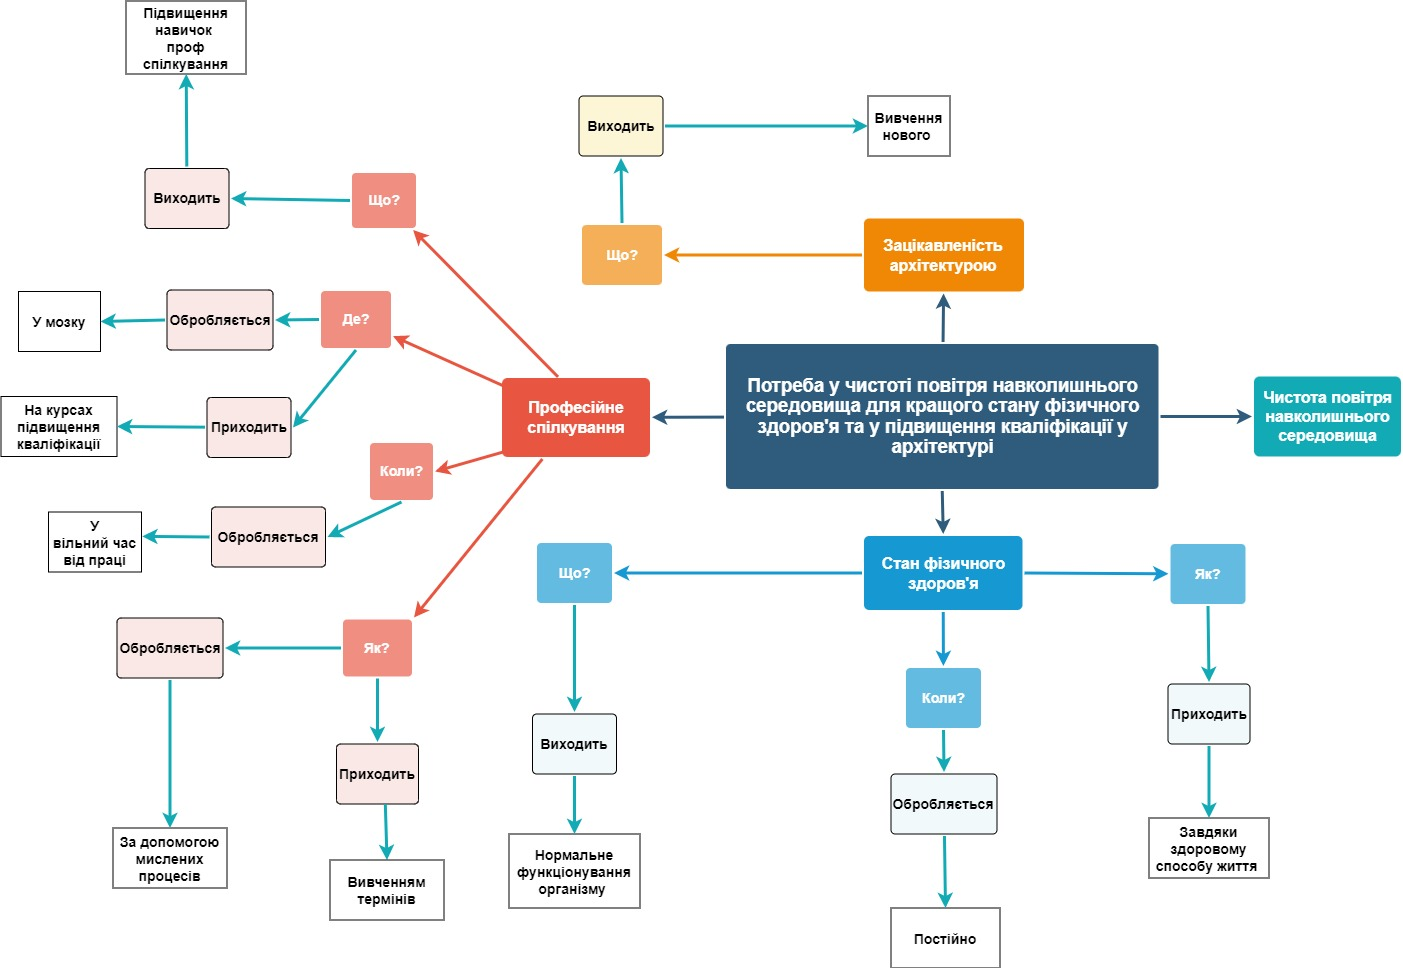 Підвищення
навичок
проф
спілкування
Виходить
Вивчення
нового
Виходить
Що?
Зацікавленість
архітектурою
Що?
У мозку
Обробляється
Де?
Потреба у чистоті повітря навколишнього
середовища для кращого стану фізичного
здоров'я та у підвищення кваліфікації у
архітектурі
Чистота повітря
навколишнього
середовища
Професійне
спілкування
На курсах
підвищення
кваліфікації
Приходить
Коли?
У
вільний час
від праці
Обробляється
Що?
Стан фізичного
здоров'я
Як?
Обробляється
Як?
Коли?
Приходить
Виходить
Приходить
Обробляється
За допомогою
мислених
процесів
Вивченням
термінів
Нормальне
функціонування
організму
Завдяки
здоровому
способу життя
Постійно